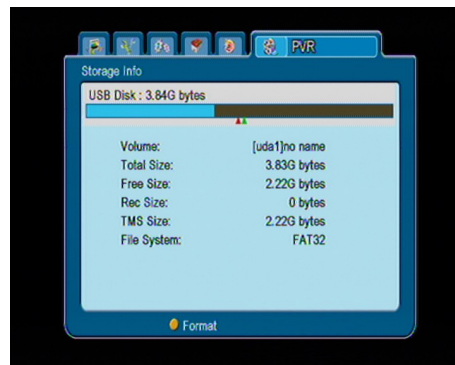 PVR
Storage Info
USB Disk : 3.84G bytes
Volume: [uda1]no name
Total Size: 3.83G bytes
Free Size: 2.22G bytes
Rec Size: 0 bytes
TMS Size: 2.22G bytes
File System: FAT32
Format